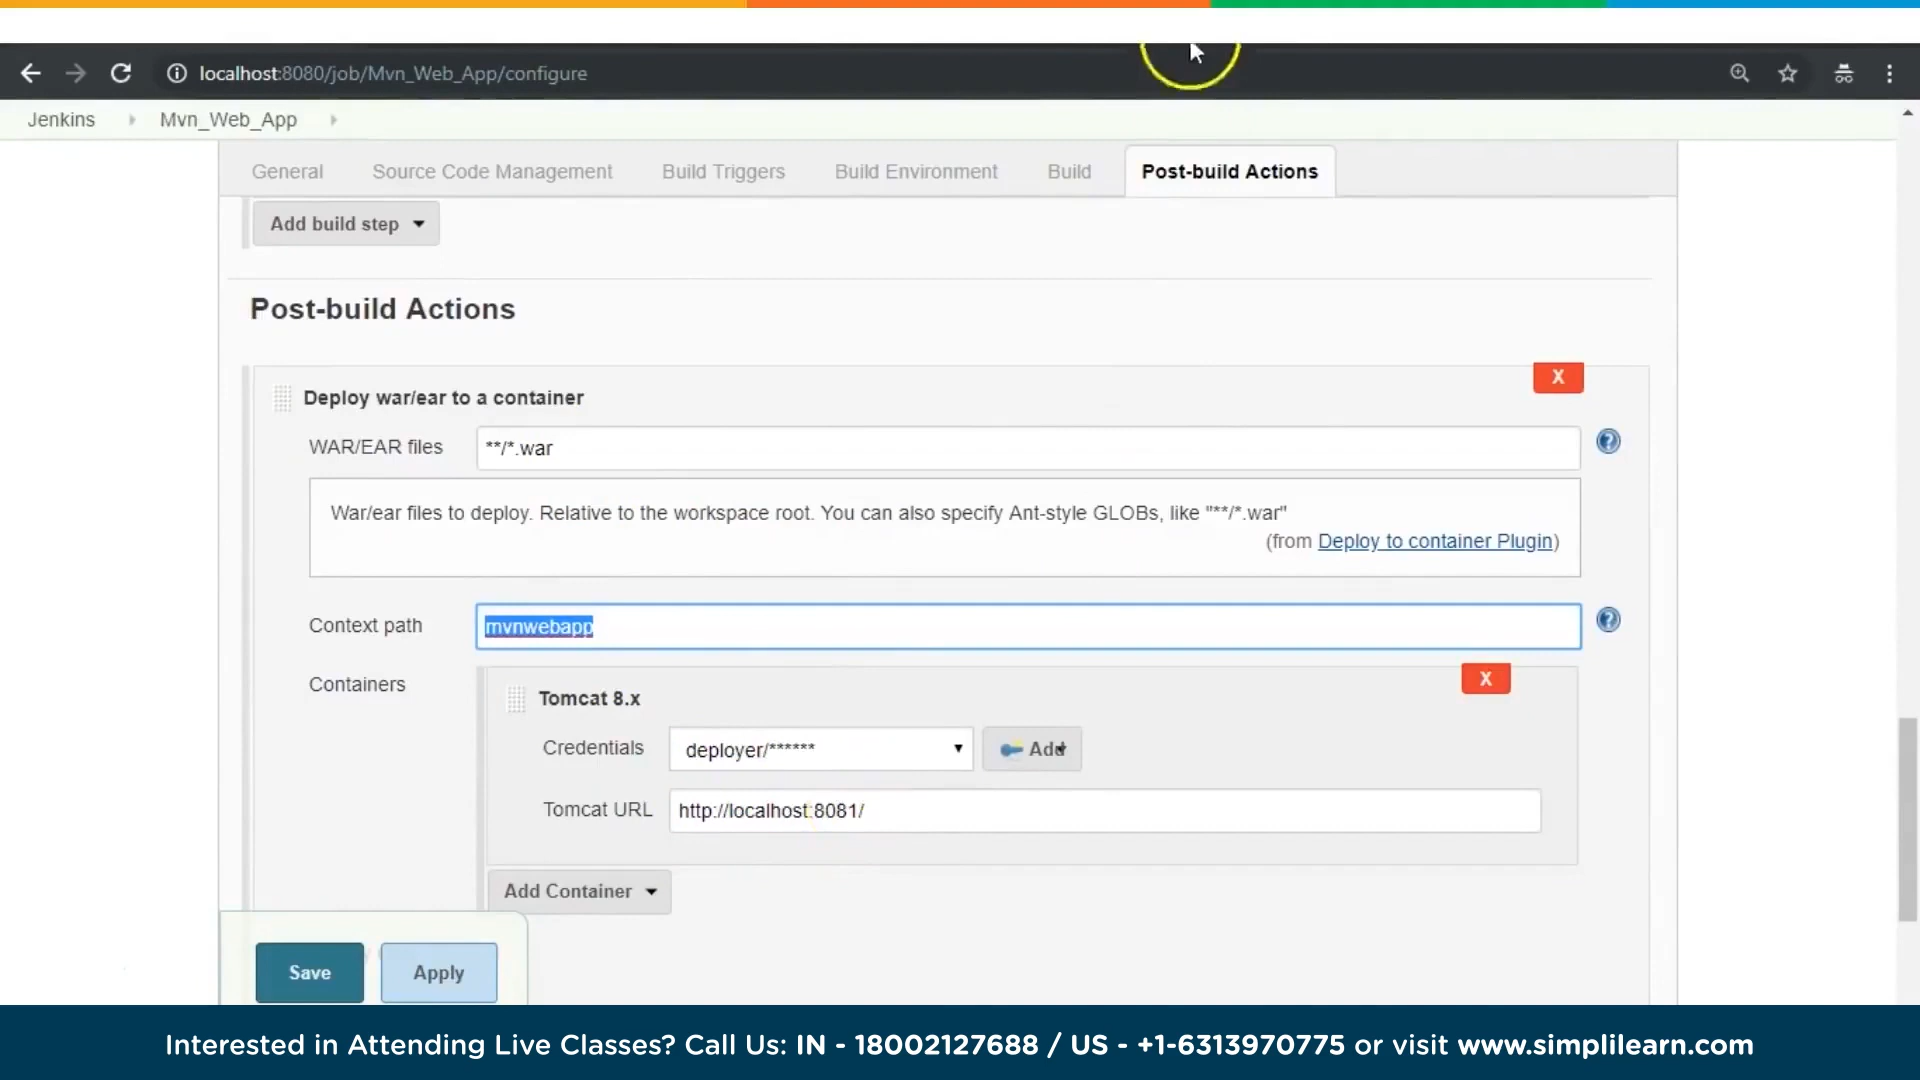 localhost:8080/job/Mvn_Web_App/configure
Jenkins Mvn_Web_App
General Source Code Management Build Triggers Build Environment Build Post-build Actions
Add build step
Post-build Actions
X
Deploy war/ear to a container
WAR/EAR files **/*.war
War/ear files to deploy. Relative to the workspace root. You can also specify Ant-style GLOBs, like "**/*.war"
(from Deploy to container Plugin)
Context path mvnwebapp
Containers
X
Tomcat 8.x
Credentials deployer/****** Add
Tomcat URL http://localhost:8081/
Add Container
Save Apply
Interested in Attending Live Classes? Call Us: IN - 18002127688 / US - +1-6313970775 or visit www.simplilearn.com